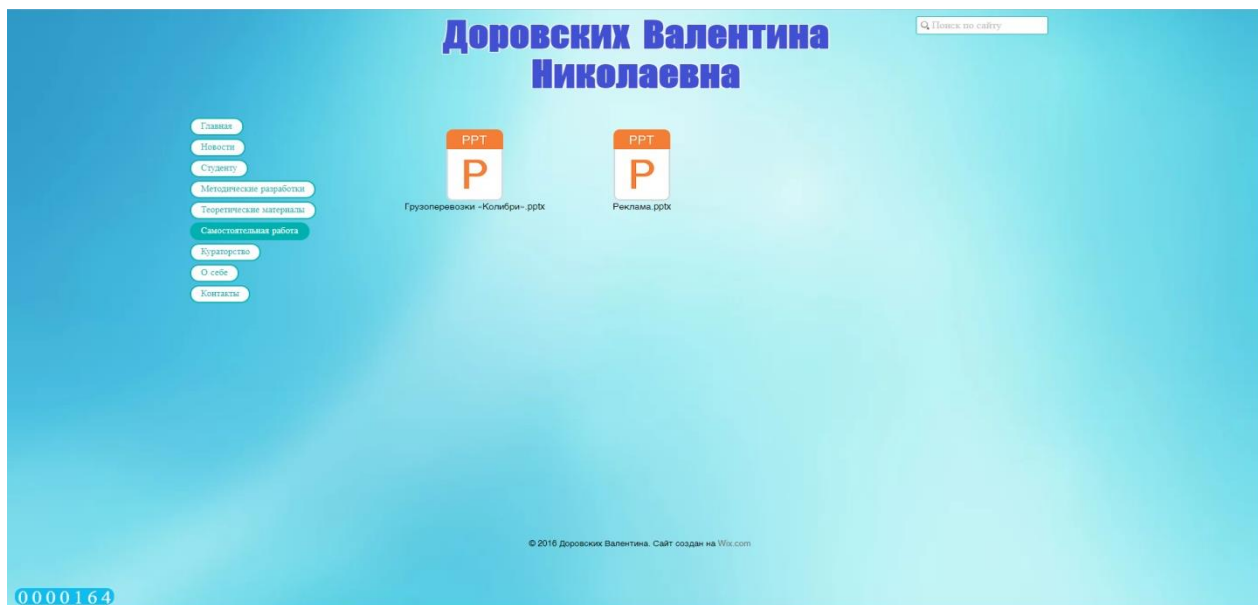 Доровских Валентина
Николаевна
Поиск по сайту
Главная
Новости
Студенту
Методические разработки
Теоретические материалы
Самостоятельная работа
Кураторство
О себе
Контакты
PPT
P
Грузоперевозки -Колибри-.pptx
PPT
P
Реклама.pptx
© 2016 Доровских Валентина. Сайт создан на Wix.com
0000164